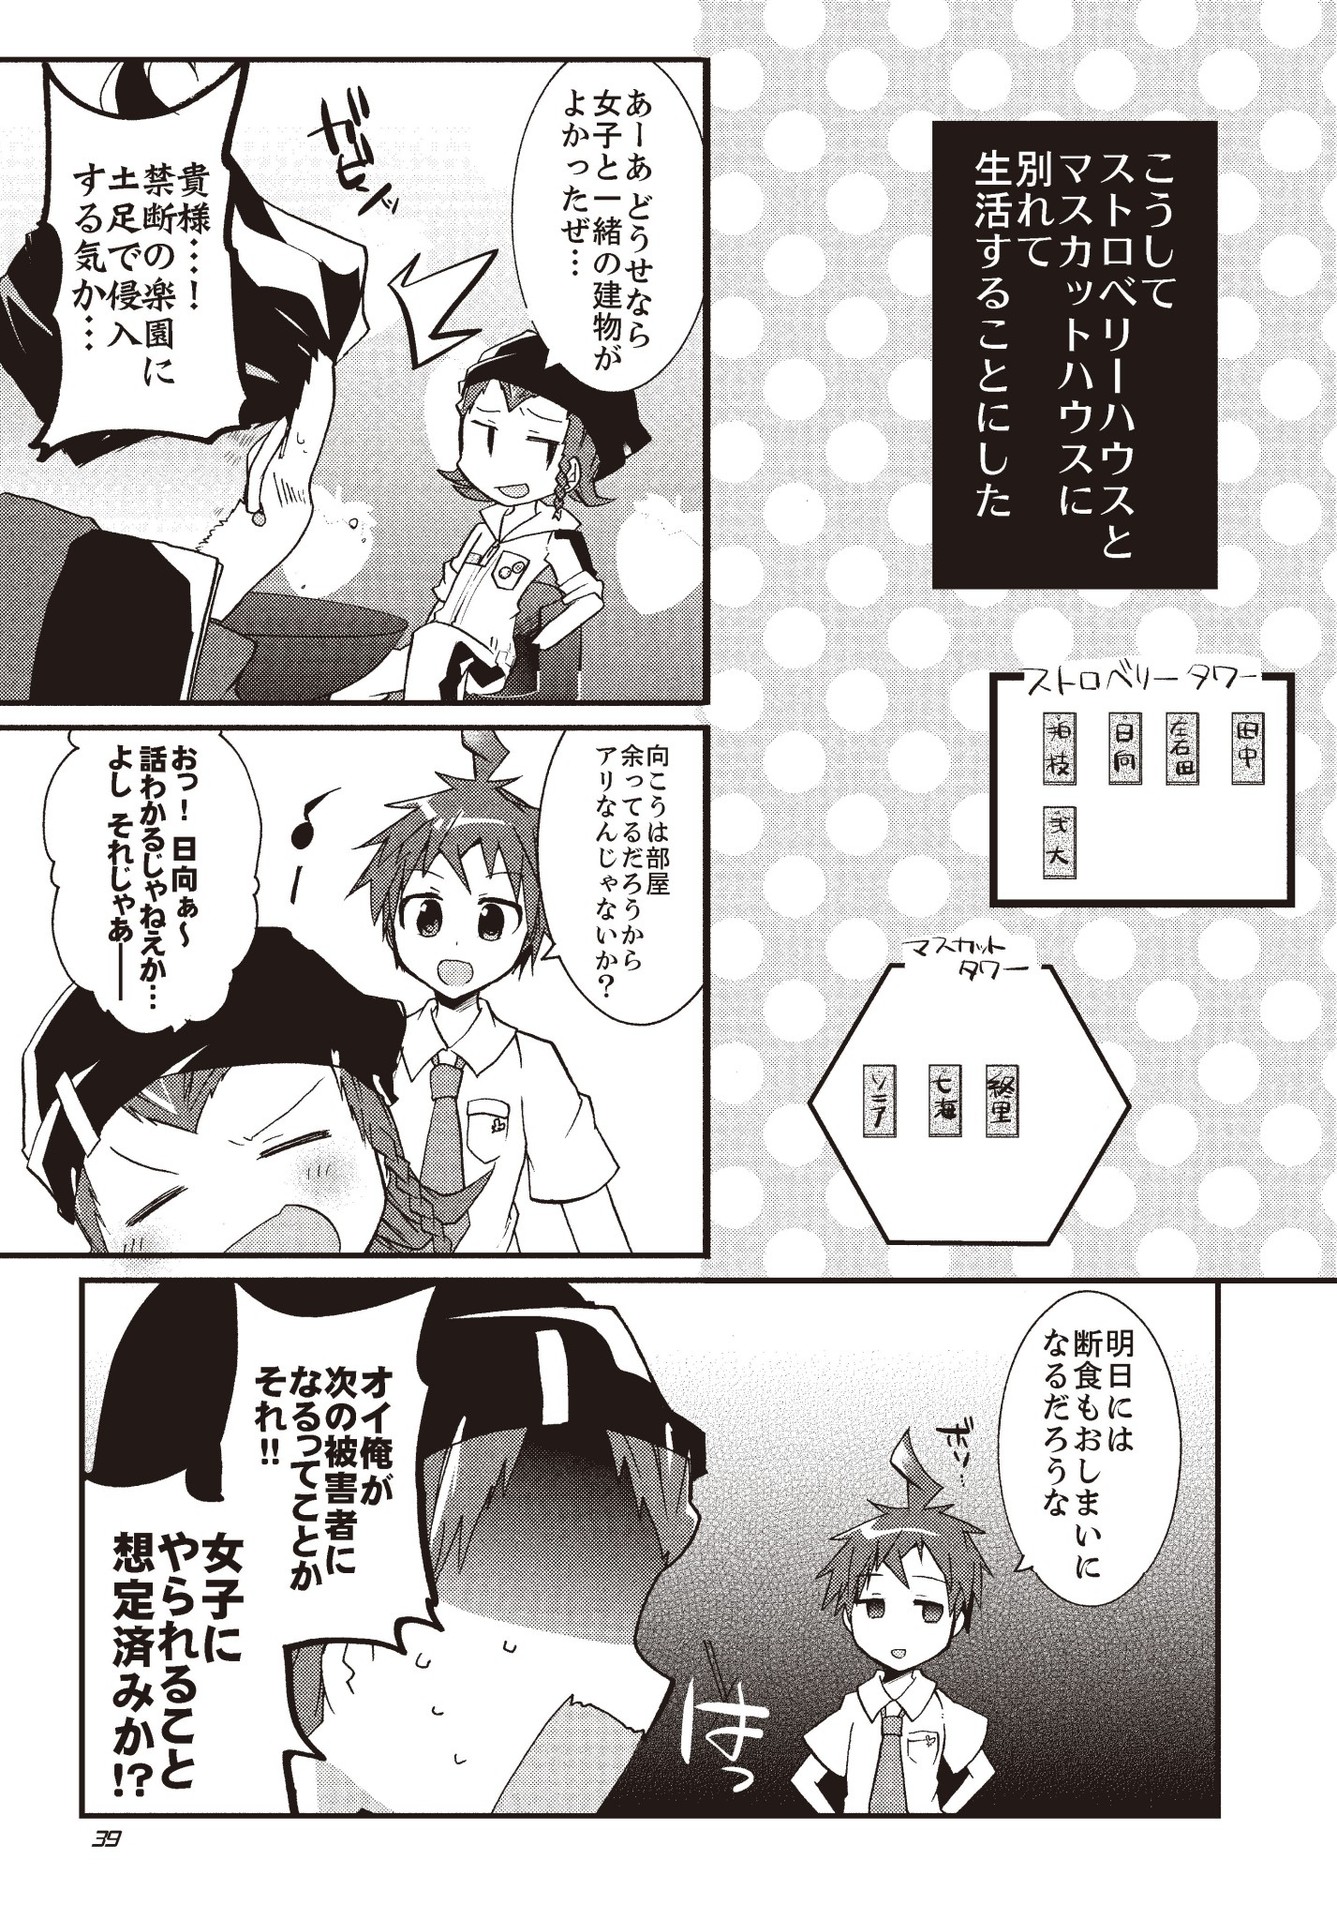 こうして
ストロベリーハウスと
マスカットハウスに
別れて
生活することにした
ストロベリータワー
田中
左右田
日向
狛枝
弐大
マスカット
タワー
終里
七海
ソニア
あーあ どうせなら
女子と一緒の建物が
よかったぜ…
ガビーン
貴様…!
禁断の楽園に
土足で侵入
する気か…
向こうは部屋
余ってるだろうから
アリなんじゃないか?
おっ! 日向ぁ〜
話わかるじゃねえか…
よし それじゃあ――
明日には
断食もおしまいに
なるだろうな
ボソ…
はっ
オイ俺が
次の被害者に
なるってことか
それ!!
女子に
やられること
想定済みか!?
39